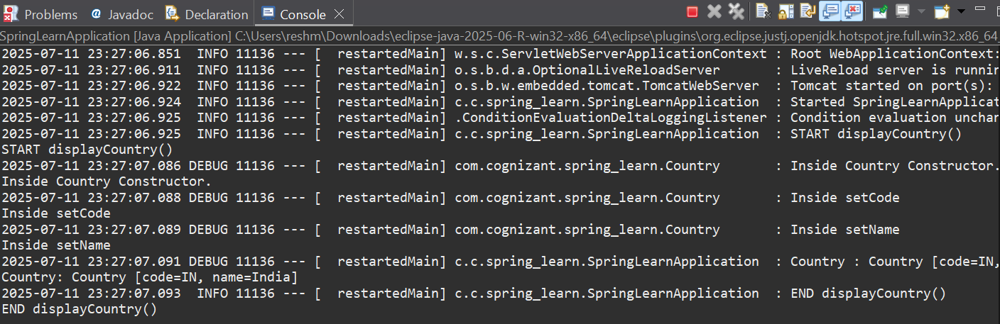 Problems Javadoc Declaration Console
SpringLearnApplication [Java Application] C:\Users\reshm\Downloads\eclipse-java-2025-06-R-win32-x86_64\eclipse\plugins\org.eclipse.justj.openjdk.hotspot.jre.full.win32.x86_64_
2025-07-11 23:27:06.851  INFO 11136 --- [  restartedMain] w.s.c.ServletWebServerApplicationContext : Root WebApplicationContext:
2025-07-11 23:27:06.911  INFO 11136 --- [  restartedMain] o.s.b.d.a.OptionalLiveReloadServer       : LiveReload server is runnin
2025-07-11 23:27:06.922  INFO 11136 --- [  restartedMain] o.s.b.w.embedded.tomcat.TomcatWebServer  : Tomcat started on port(s):
2025-07-11 23:27:06.924  INFO 11136 --- [  restartedMain] c.c.spring_learn.SpringLearnApplication  : Started SpringLearnApplicat
2025-07-11 23:27:06.925  INFO 11136 --- [  restartedMain] .ConditionEvaluationDeltaLoggingListener : Condition evaluation unchan
2025-07-11 23:27:06.925  INFO 11136 --- [  restartedMain] c.c.spring_learn.SpringLearnApplication  : START displayCountry()
START displayCountry()
2025-07-11 23:27:07.086 DEBUG 11136 --- [  restartedMain] com.cognizant.spring_learn.Country       : Inside Country Constructor.
Inside Country Constructor.
2025-07-11 23:27:07.088 DEBUG 11136 --- [  restartedMain] com.cognizant.spring_learn.Country       : Inside setCode
Inside setCode
2025-07-11 23:27:07.089 DEBUG 11136 --- [  restartedMain] com.cognizant.spring_learn.Country       : Inside setName
Inside setName
2025-07-11 23:27:07.091 DEBUG 11136 --- [  restartedMain] c.c.spring_learn.SpringLearnApplication  : Country : Country [code=IN,
Country: Country [code=IN, name=India]
2025-07-11 23:27:07.093  INFO 11136 --- [  restartedMain] c.c.spring_learn.SpringLearnApplication  : END displayCountry()
END displayCountry()